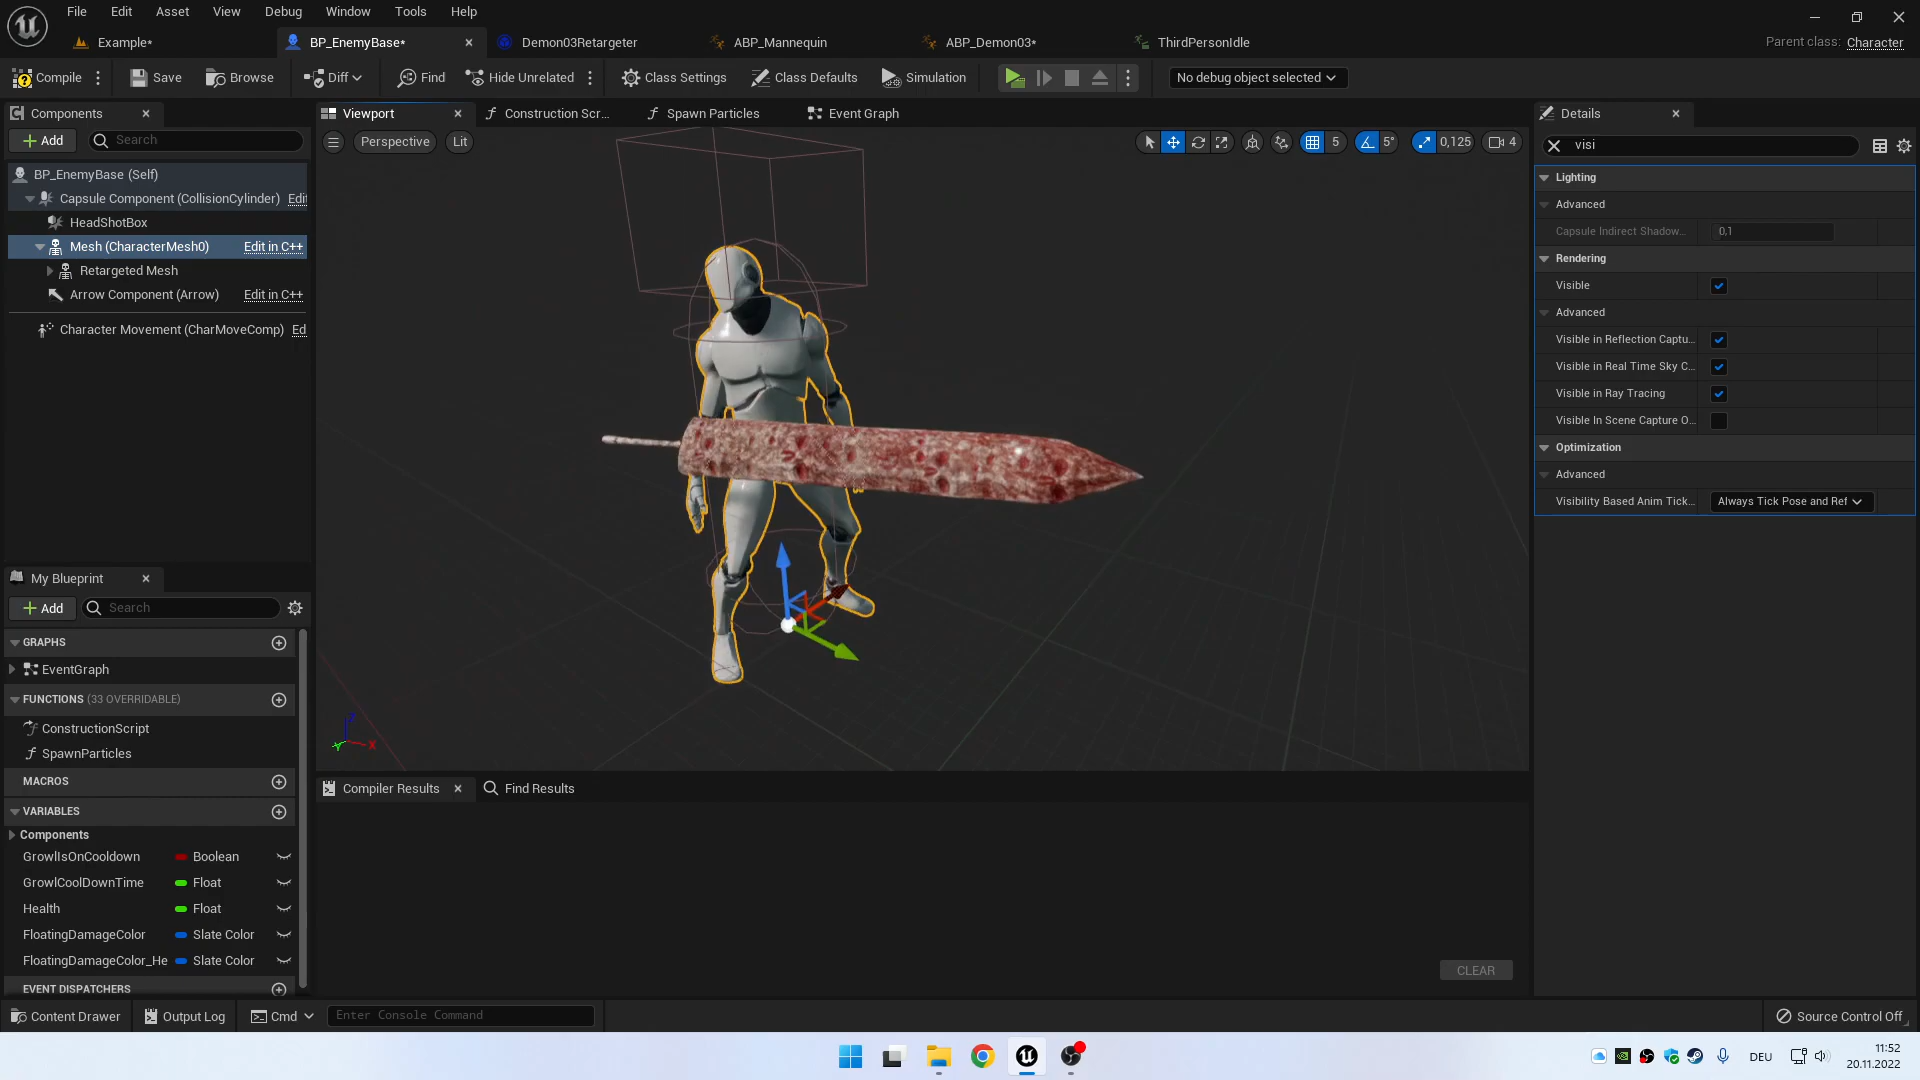 File Edit Asset View Debug Window Tools Help
Example* BP_EnemyBase* Demon03Retargeter ABP_Mannequin ABP_Demon03* ThirdPersonIdle Parent class: Character
Compile Save Browse Diff Find Hide Unrelated Class Settings Class Defaults Simulation No debug object selected
Components
Add Search
BP_EnemyBase (Self)
Capsule Component (CollisionCylinder) Edit
HeadShotBox
Mesh (CharacterMesh0) Edit in C++
Retargeted Mesh
Arrow Component (Arrow) Edit in C++
Character Movement (CharMoveComp) Ed
My Blueprint
Add Search
GRAPHS
EventGraph
FUNCTIONS (33 OVERRIDABLE)
ConstructionScript
SpawnParticles
MACROS
VARIABLES
Components
GrowlIsOnCooldown Boolean
GrowlCoolDownTime Float
Health Float
FloatingDamageColor Slate Color
FloatingDamageColor_He Slate Color
EVENT DISPATCHERS
Viewport Construction Scr... Spawn Particles Event Graph
Perspective Lit 5 5° 0,125 4
Z
Y X
Compiler Results Find Results
CLEAR
Details
visi
Lighting
Advanced
Capsule Indirect Shadow... 0,1
Rendering
Visible
Advanced
Visible in Reflection Captu...
Visible in Real Time Sky C...
Visible in Ray Tracing
Visible In Scene Capture O...
Optimization
Advanced
Visibility Based Anim Tick... Always Tick Pose and Ref
Content Drawer Output Log Cmd Enter Console Command Source Control Off
DEU 11:52
20.11.2022